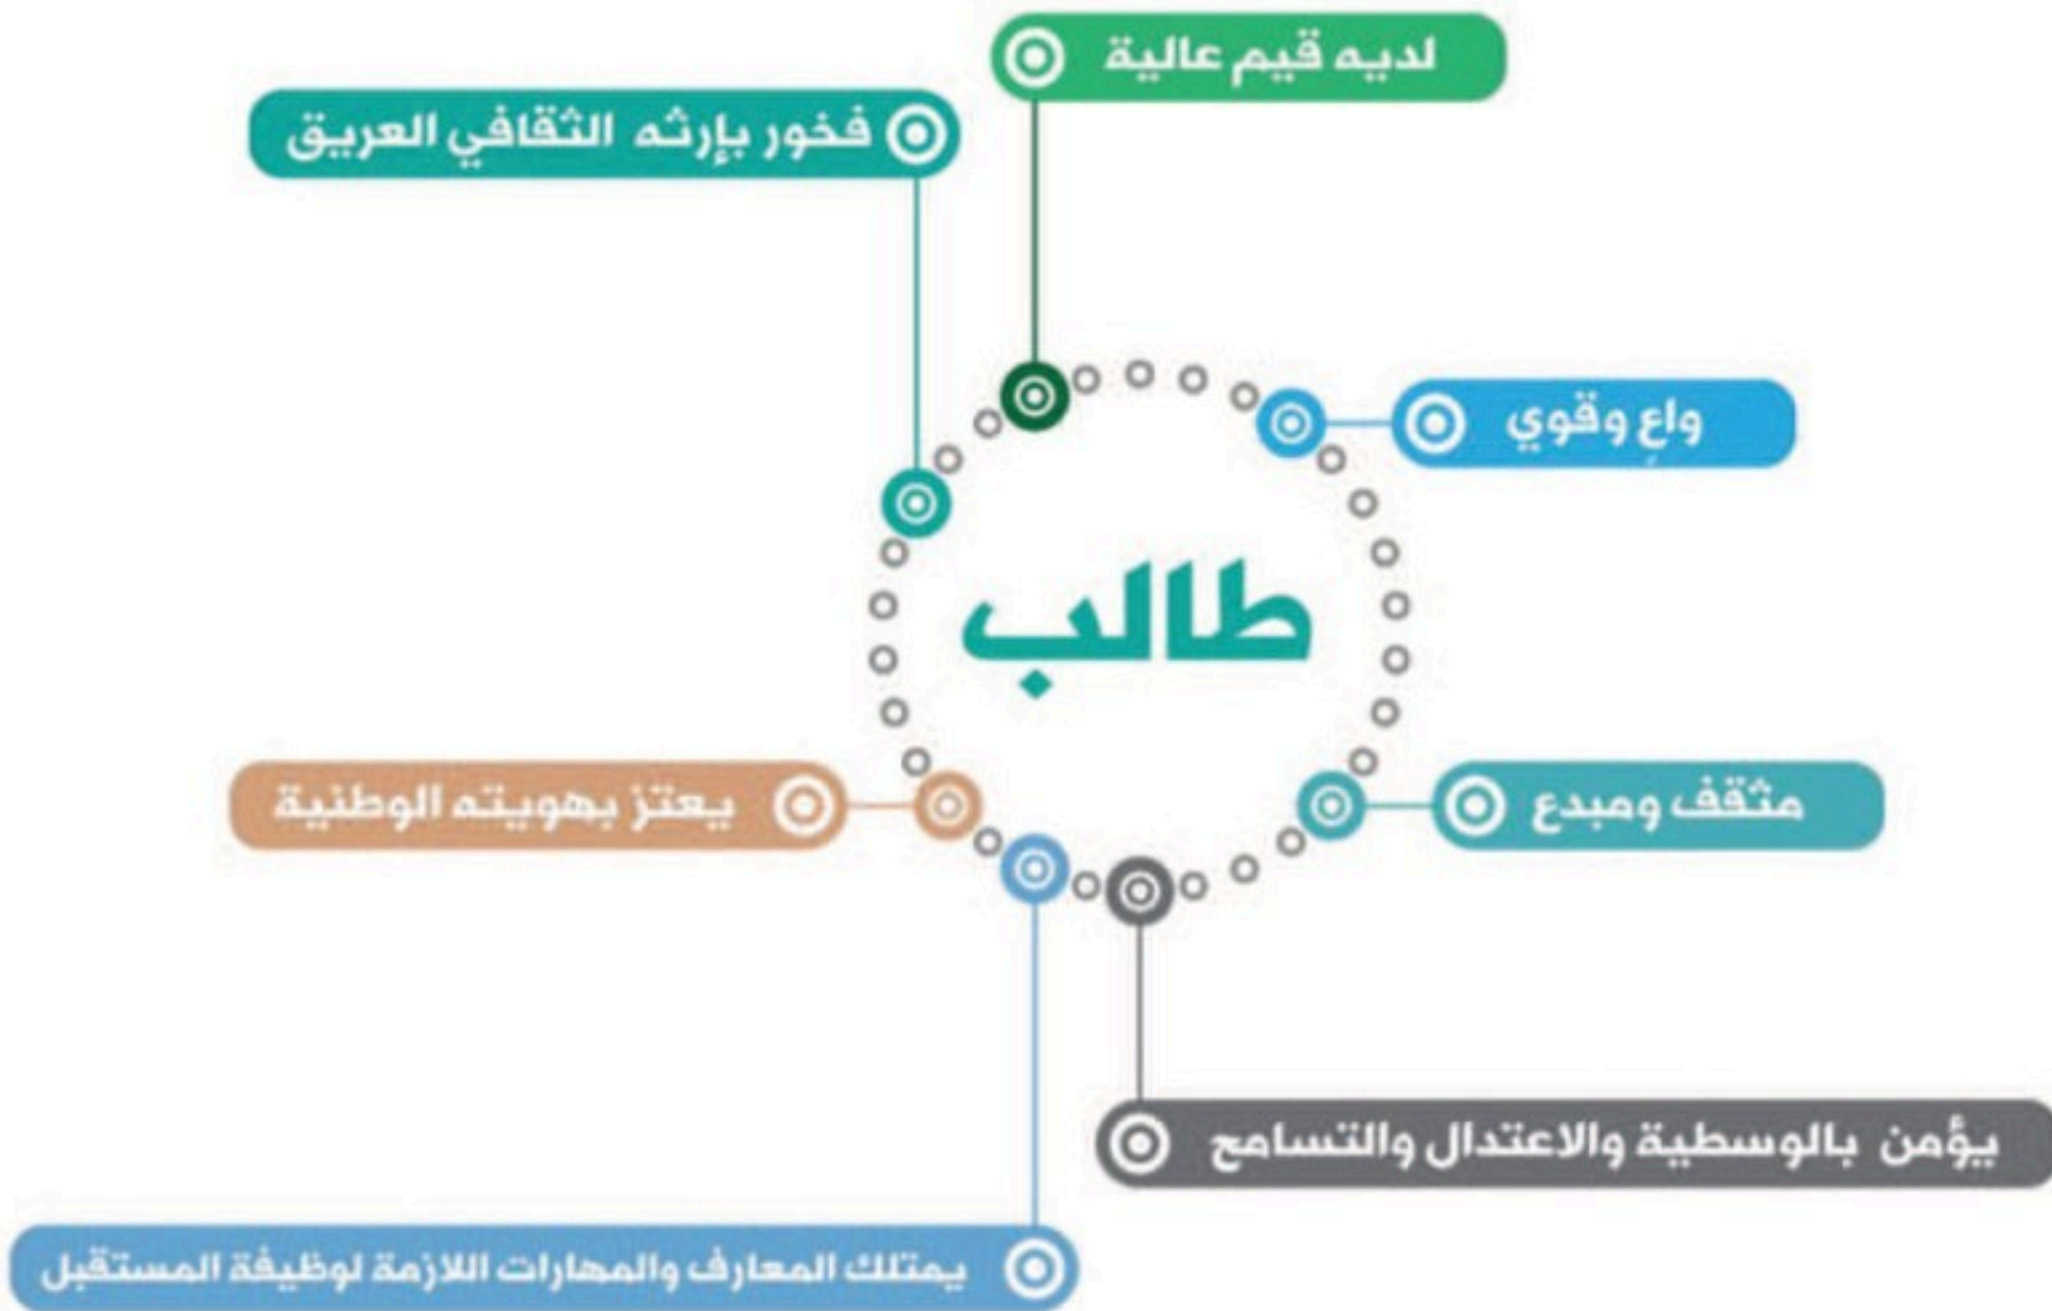 لديه قيم عالية
فخور بإرثه الثقافي العريق
واعٍ وقوي
طالب
مثقف ومبدع
يعتز بهويته الوطنية
يؤمن بالوسطية والاعتدال والتسامح
يمتلك المعارف والمهارات اللازمة لوظيفة المستقبل